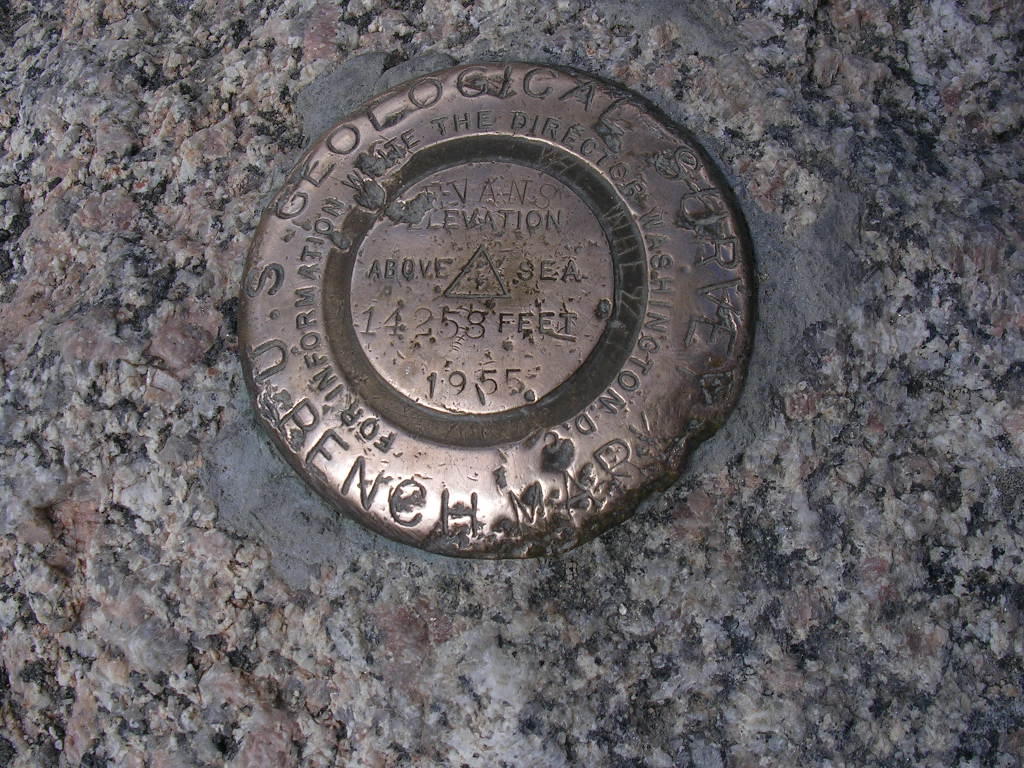 U.S. GEOLOGICAL SURVEY
BENCH MARK
FOR INFORMATION WRITE THE DIRECTOR WASHINGTON.D.C.
EVANS
ELEVATION
ABOVE SEA
14258 FEET
1955